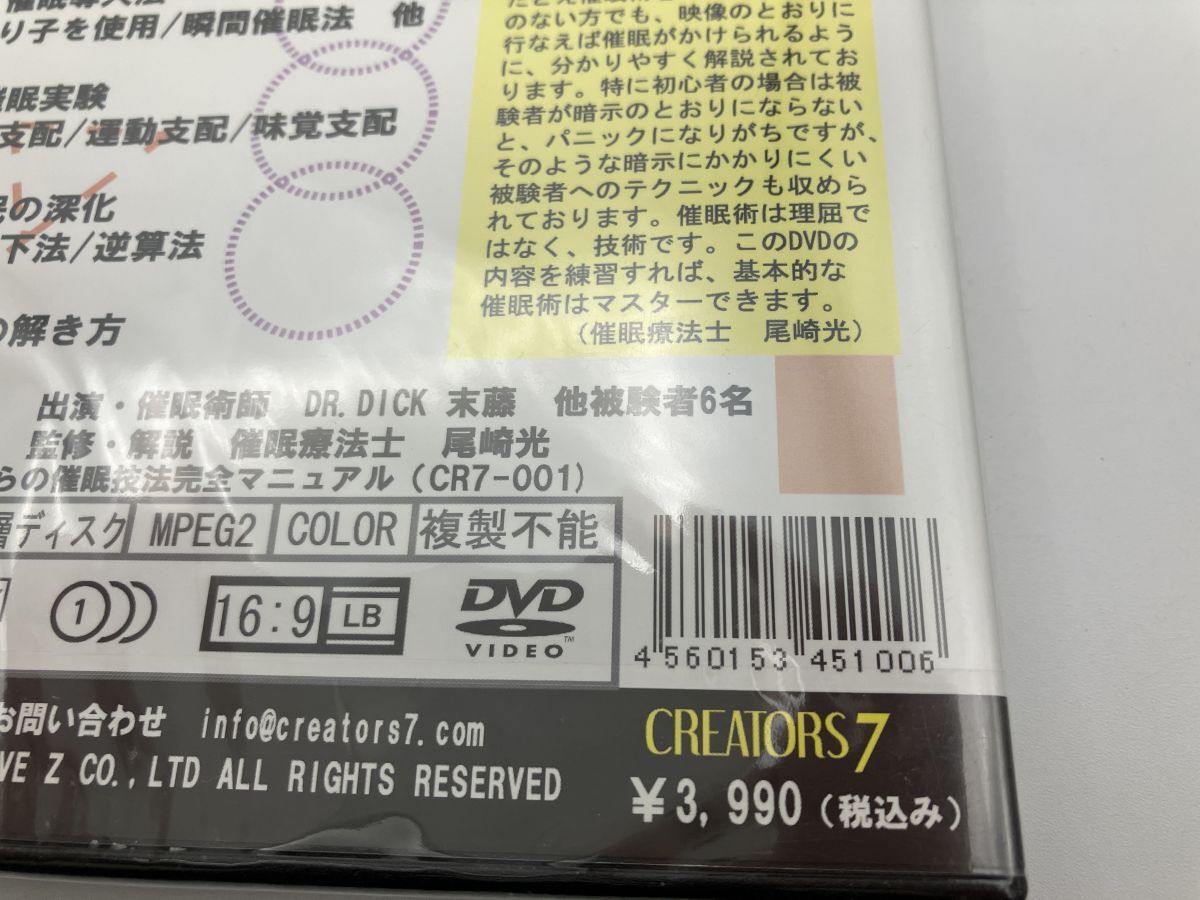 催眠導入法
り子を使用/瞬間催眠法 他
催眠実験
支配/運動支配/味覚支配
の深化
下法/逆算法
の解き方
のない方でも、映像のとおりに
行なえば催眠がかけられるよう
に、分かりやすく解説されてお
ります。特に初心者の場合は被
験者が暗示のとおりにならない
と、パニックになりがちですが、
そのような暗示にかかりにくい
被験者へのテクニックも収めら
れております。催眠術は理屈で
はなく、技術です。このDVDの
内容を練習すれば、基本的な
催眠術はマスターできます。
(催眠療法士 尾崎光)
出演・催眠術師 DR.DICK 末藤 他被験者6名
監修・解説 催眠療法士 尾崎光
らの催眠技法完全マニュアル(CR7-001)
層ディスク MPEG2 COLOR 複製不能
1 16:9 LB DVD VIDEO TM
4 560153 451006
お問い合わせ info@creators7.com
VE Z CO.,LTD ALL RIGHTS RESERVED
CREATORS 7
¥3,990(税込み)